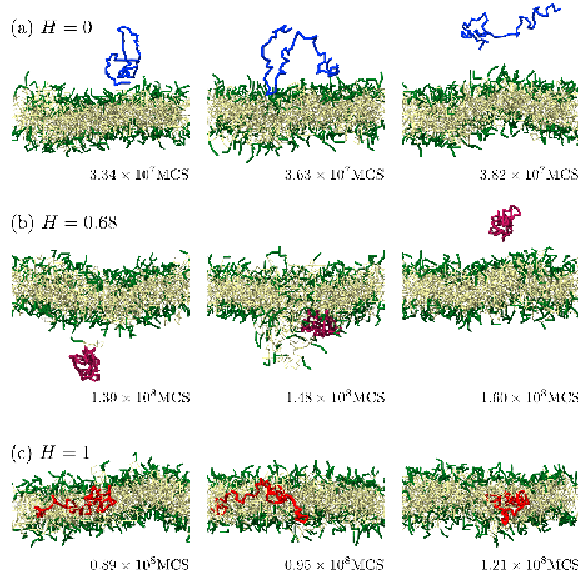 (a) H = 0
3.34 × 10⁷MCS
3.63 × 10⁷MCS
3.82 × 10⁷MCS
(b) H = 0.68
1.30 × 10⁸MCS
1.48 × 10⁸MCS
1.60 × 10⁸MCS
(c) H = 1
0.89 × 10⁸MCS
0.95 × 10⁸MCS
1.21 × 10⁸MCS